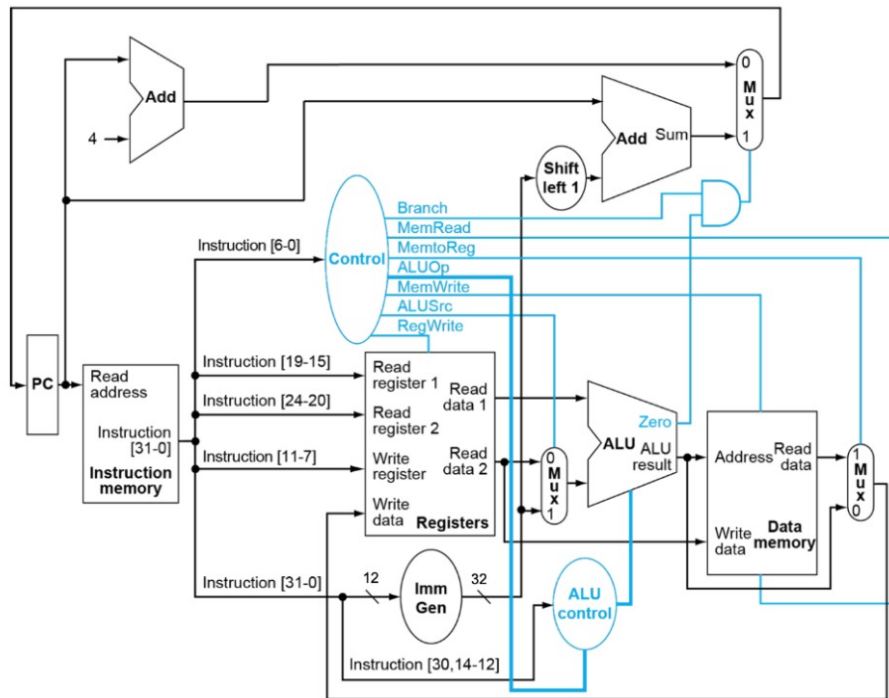 Add
4
0
Mux
1
Add Sum
Shift
left 1
Branch
MemRead
MemtoReg
ALUOp
MemWrite
ALUSrc
RegWrite
Control
Instruction [6-0]
PC
Read
address
Instruction
[31-0]
Instruction
memory
Instruction [19-15]
Instruction [24-20]
Instruction [11-7]
Instruction [31-0]
Read
register 1
Read
register 2
Write
register
Write
data
Read
data 1
Read
data 2
Registers
0
Mux
1
Zero
ALU
ALU
result
Address
Read
data
Write
data
Data
memory
1
Mux
0
12
Imm
Gen
32
ALU
control
Instruction [30,14-12]